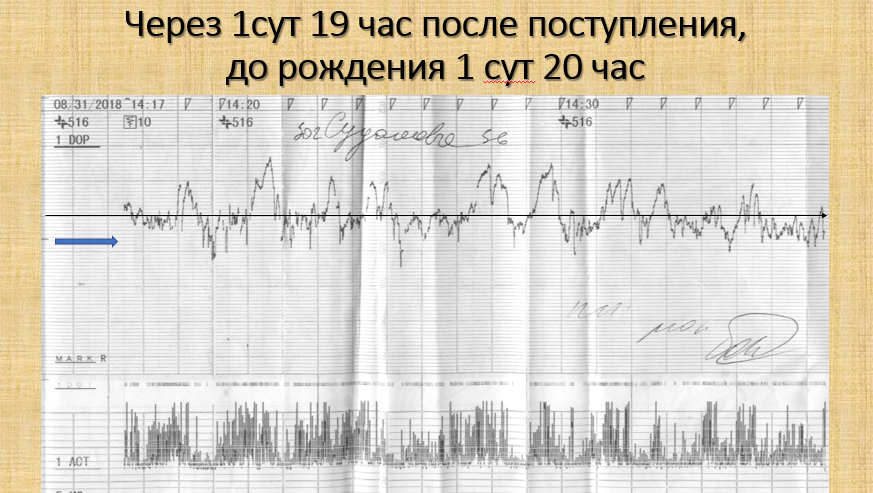 Через 1сут 19 час после поступления,
до рождения 1 сут 20 час
08.31/2018 14:17 14:20 14:30
516 10 516 516
1 DOP
MARK R
1 ACT